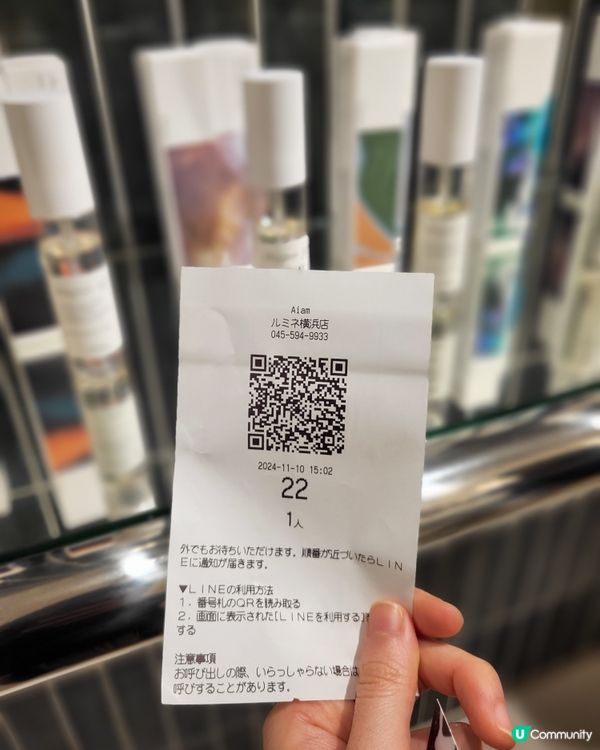 Aiam
ルミネ横浜店
045-594-9933
2024-11-10 15:02
22
1人
外でもお待ちいただけます。順番が近づいたらLIN
Eに通知が届きます。
▼LINEの利用方法
1. 番号札のQRを読み取る
2. 画面に表示された[LINEを利用する]を
する
注意事項
お呼び出しの際、いらっしゃらない場合は
呼びすることがあります。
U Community